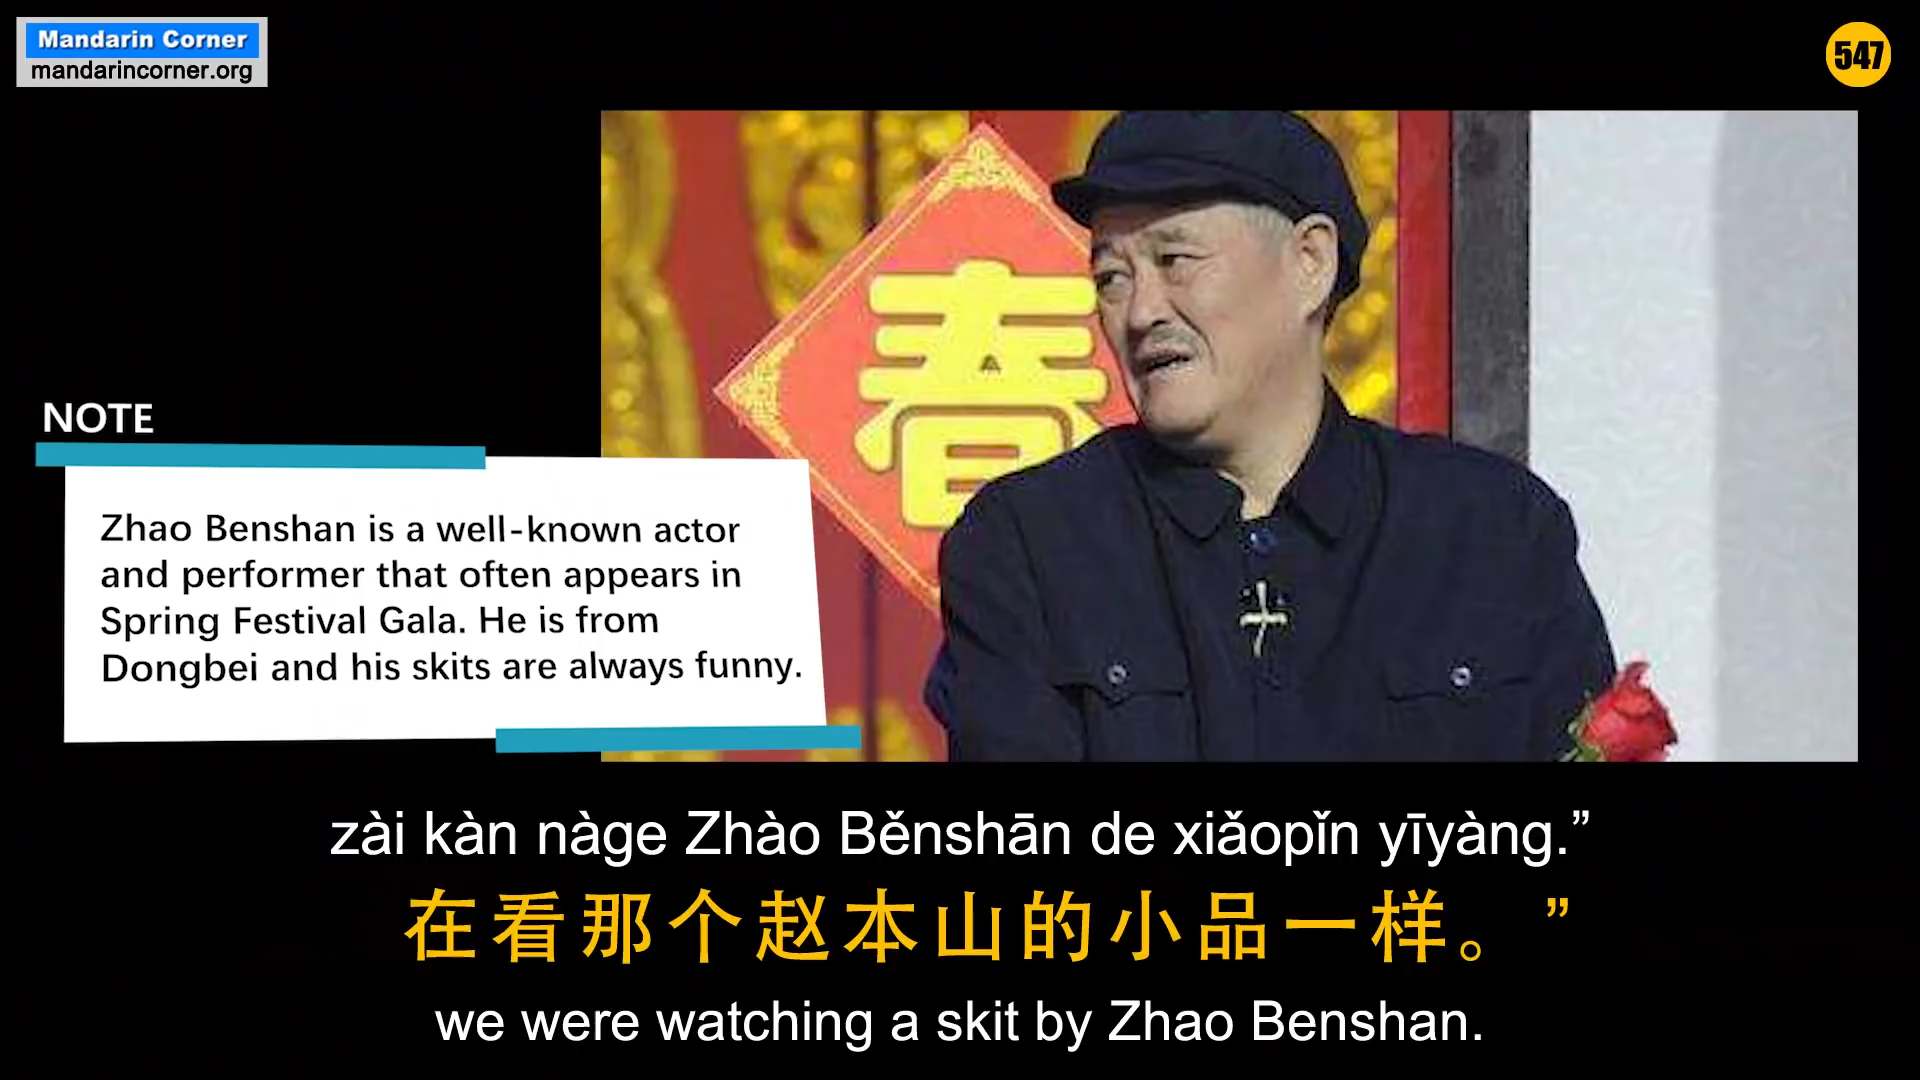 Mandarin Corner
mandarincorner.org
547
春
NOTE
Zhao Benshan is a well-known actor
and performer that often appears in
Spring Festival Gala. He is from
Dongbei and his skits are always funny.
zài kàn nàge Zhào Běnshān de xiǎopǐn yīyàng.”
在看那个赵本山的小品一样。”
we were watching a skit by Zhao Benshan.